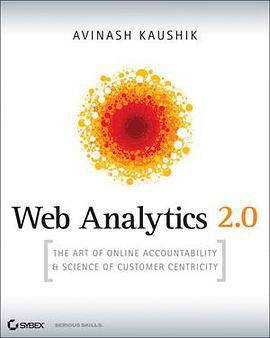 AVINASH KAUSHIK
Web Analytics 2.0
THE ART OF ONLINE ACCOUNTABILITY
& SCIENCE OF CUSTOMER CENTRICITY
SYBEX SERIOUS SKILLS.